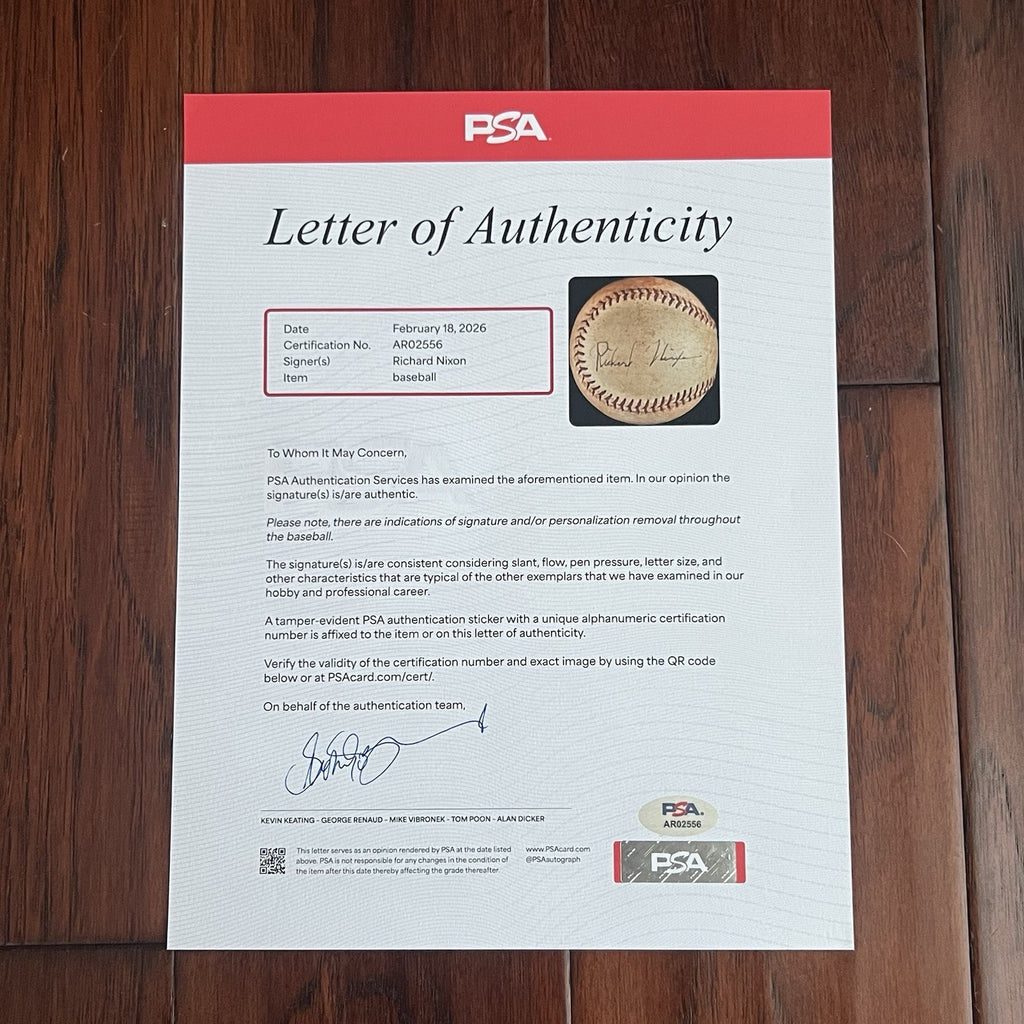 PSA
Letter of Authenticity
Date February 18, 2026
Certification No. AR02556
Signer(s) Richard Nixon
Item baseball
Richard Nixon
To Whom It May Concern,
PSA Authentication Services has examined the aforementioned item. In our opinion the
signature(s) is/are authentic.
Please note, there are indications of signature and/or personalization removal throughout
the baseball.
The signature(s) is/are consistent considering slant, flow, pen pressure, letter size, and
other characteristics that are typical of the other exemplars that we have examined in our
hobby and professional career.
A tamper-evident PSA authentication sticker with a unique alphanumeric certification
number is affixed to the item or on this letter of authenticity.
Verify the validity of the certification number and exact image by using the QR code
below or at PSAcard.com/cert/.
On behalf of the authentication team,
KEVIN KEATING - GEORGE RENAUD - MIKE VIBRONEK - TOM POON - ALAN DICKER
PSA
AR02556
This letter serves as an opinion rendered by PSA at the date listed
above. PSA is not responsible for any changes in the condition of
the item after this date thereby affecting the grade thereafter.
www.PSAcard.com
@PSAautograph
PSA